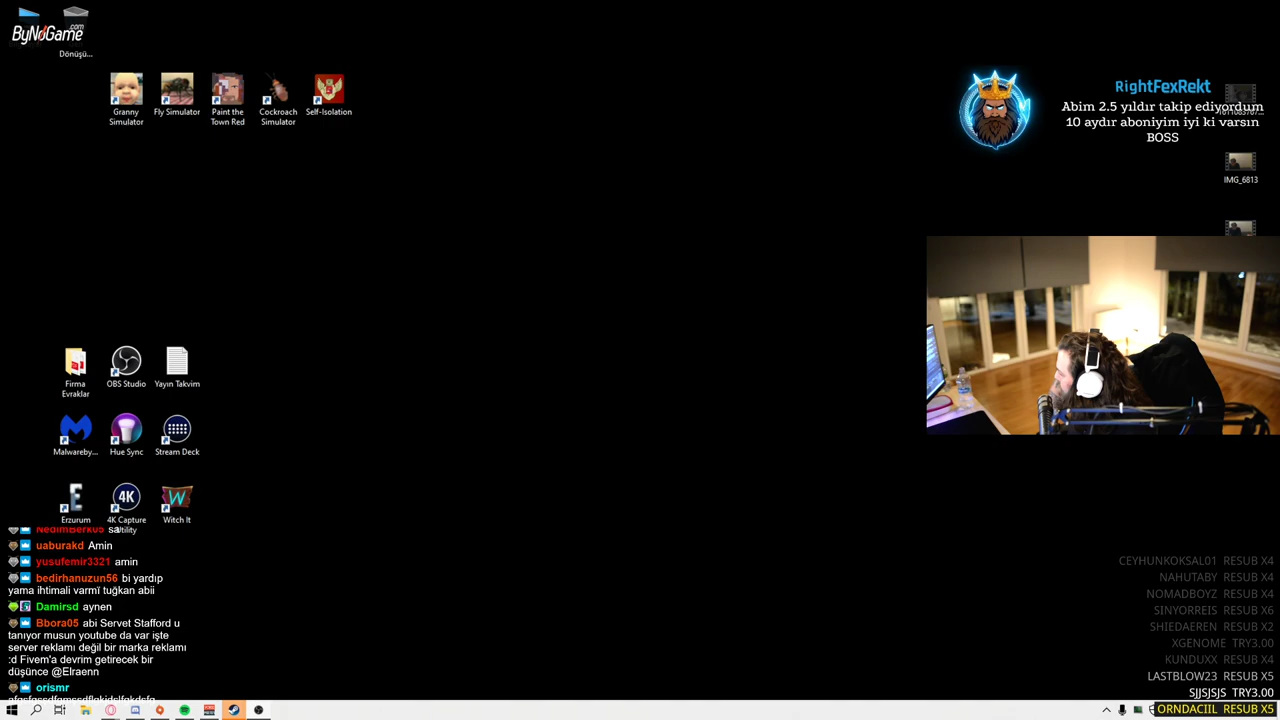 ByNoGame.com
Dönüşü...
Granny
Simulator
Fly Simulator
Paint the
Town Red
Cockroach
Simulator
Self-Isolation
RightFexRekt
Abim 2.5 yıldır takip ediyordum
10 aydır aboniyim iyi ki varsın
BOSS
IMG_6813
Firma
Evraklar
OBS Studio
Yayın Takvim
Malwareby...
Hue Sync
Stream Deck
Erzurum
4K Capture
Utility
Witch It
NedimBerk05 sa
uaburakd Amin
yusufemir3321 amin
bedirhanuzun56 bi yardıp
yama ihtimali varmı tuğkan abii
Damirsd aynen
Bbora05 abi Servet Stafford u
tanıyor musun youtube da var işte
server reklamı değil bir marka reklamı
:d Fivem'a devrim getirecek bir
düşünce @Elraenn
orismr
CEYHUNKOKSAL01 RESUB X4
NAHUTABY RESUB X4
NOMADBOYZ RESUB X4
SINYORREIS RESUB X6
SHIEDAEREN RESUB X2
XGENOME TRY3,00
KUNDUXX RESUB X4
LASTBLOW23 RESUB X5
SJJSJSJS TRY3.00
ORNDACIIL RESUB X5